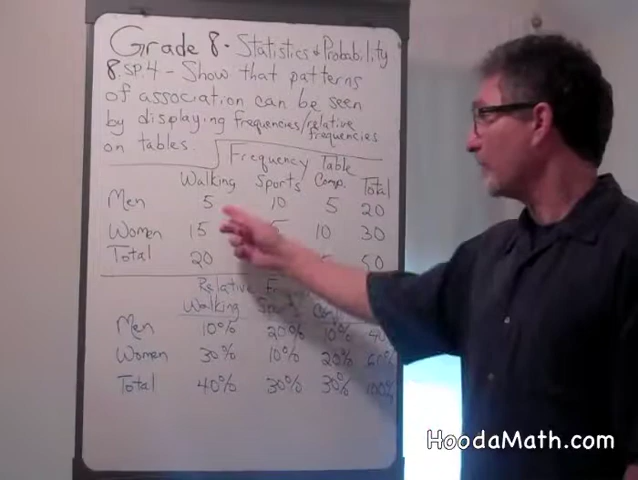 Grade 8 - Statistics & Probability
8.SP.4 - Show that patterns
of association can be seen
by displaying frequencies/relative frequencies
on tables.
Frequency Table
Walking Sports Comp. Total
Men 5 10 5 20
Women 15 10 30
Total 20 50
Relative
Walking
Men 10% 20% 10%
Women 30% 10% 20%
Total 40% 30% 30% 100%
HoodaMath.com